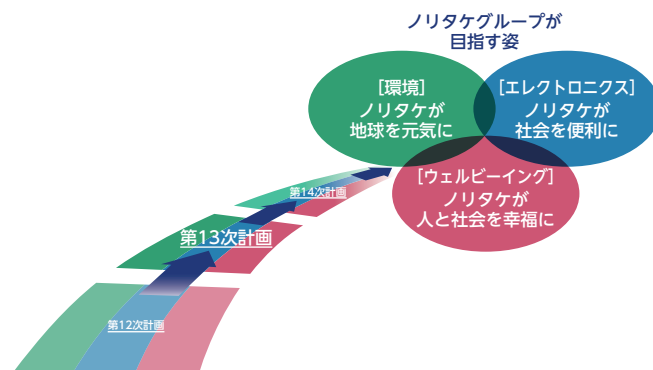 ノリタケグループが
目指す姿
［環境］
ノリタケが
地球を元気に
［エレクトロニクス］
ノリタケが
社会を便利に
［ウェルビーイング］
ノリタケが
人と社会を幸福に
第14次計画
第13次計画
第12次計画